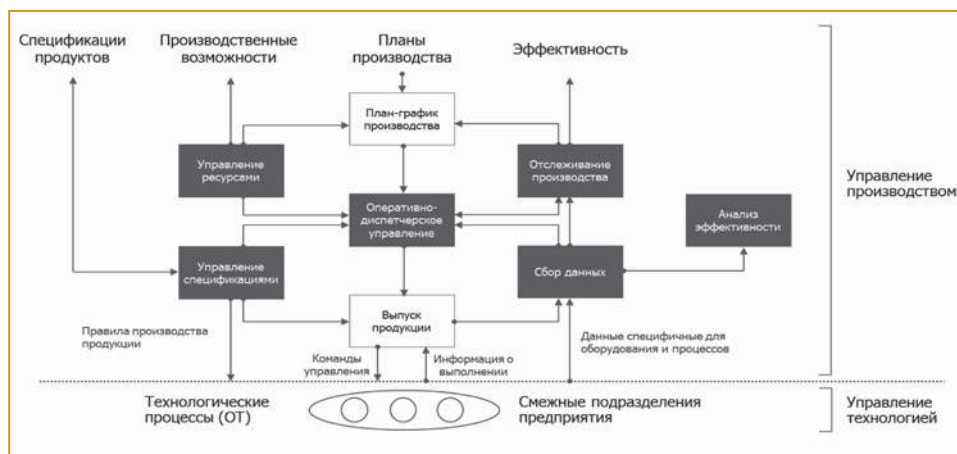 Спецификации
продуктов
Производственные
возможности
Планы
производства
Эффективность
План-график
производства
Управление
ресурсами
Отслеживание
производства
Управление
производством
Оперативно-
диспетчерское
управление
Анализ
эффективности
Управление
спецификациями
Сбор данных
Выпуск
продукции
Правила производства
продукции
Данные специфичные для
оборудования и процессов
Команды
управления
Информация о
выполнении
Технологические
процессы (ОТ)
Смежные подразделения
предприятия
Управление
технологией